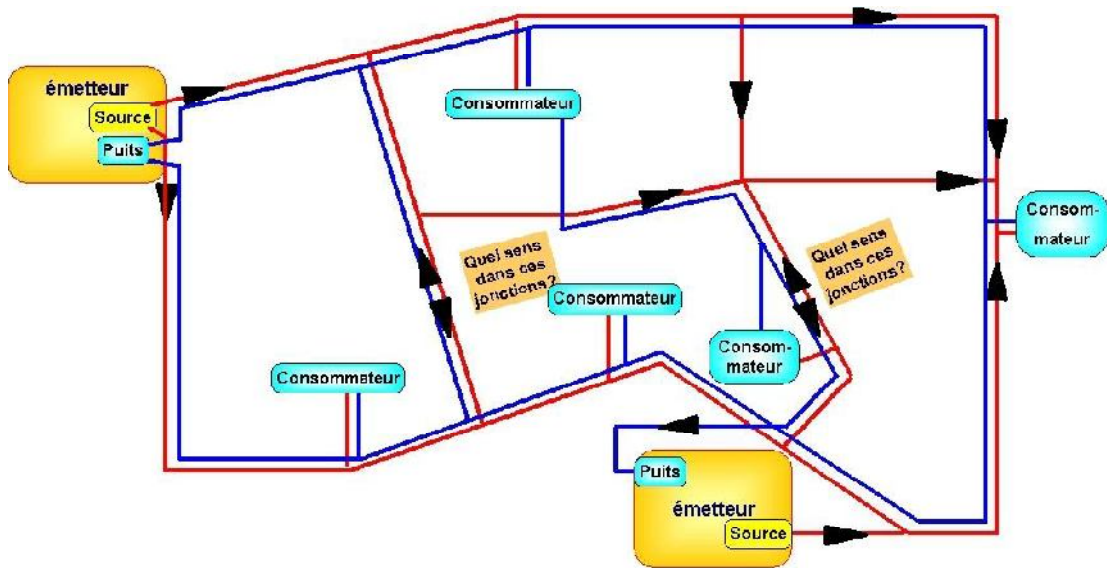 émetteur
Source
Puits
Consommateur
Consom-
mateur
Quel sens
dans ces
jonctions?
Quel sens
dans ces
jonctions?
Consommateur
Consom-
mateur
Consommateur
Puits
émetteur
Source